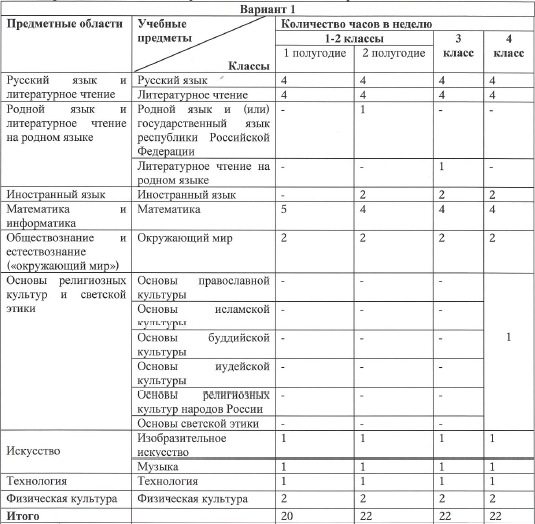 Вариант 1
Предметные области Учебные предметы Классы Количество часов в неделю
1-2 классы 3 класс 4 класс
1 полугодие 2 полугодие
Русский язык и литературное чтение Русский язык 4 4 4 4
Литературное чтение 4 4 4 4
Родной язык и литературное чтение на родном языке Родной язык и (или) государственный язык республики Российской Федерации - 1 - -
Литературное чтение на родном языке - - 1 -
Иностранный язык Иностранный язык - 2 2 2
Математика и информатика Математика 5 4 4 4
Обществознание и естествознание («окружающий мир») Окружающий мир 2 2 2 2
Основы религиозных культур и светской этики Основы православной культуры - - - 1
Основы исламской культуры - - -
Основы буддийской культуры - - -
Основы иудейской культуры - - -
Основы религиозных культур народов России - - -
Основы светской этики - - -
Искусство Изобразительное искусство 1 1 1 1
Музыка 1 1 1 1
Технология Технология 1 1 1 1
Физическая культура Физическая культура 2 2 2 2
Итого 20 22 22 22